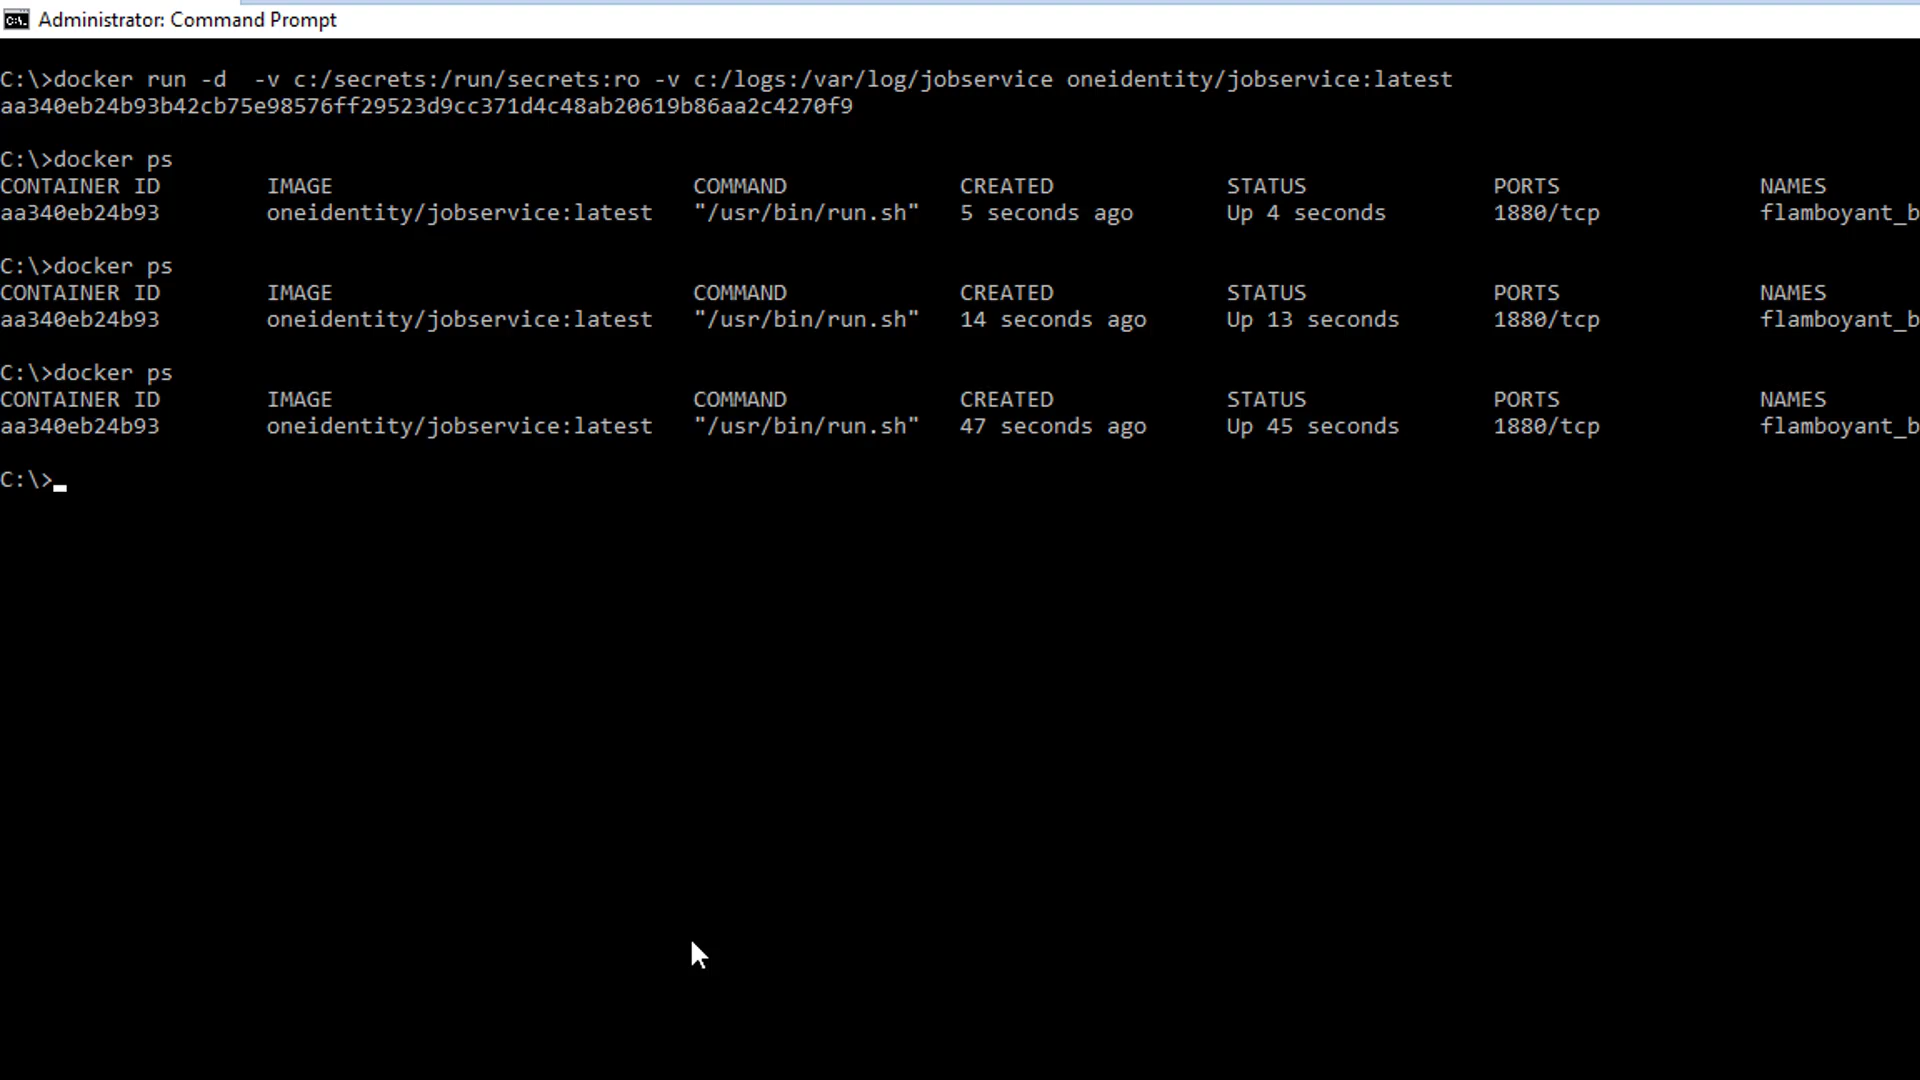 Administrator: Command Prompt
C:\>docker run -d  -v c:/secrets:/run/secrets:ro -v c:/logs:/var/log/jobservice oneidentity/jobservice:latest
aa340eb24b93b42cb75e98576ff29523d9cc371d4c48ab20619b86aa2c4270f9
C:\>docker ps
CONTAINER ID        IMAGE                           COMMAND             CREATED             STATUS              PORTS               NAMES
aa340eb24b93        oneidentity/jobservice:latest   "/usr/bin/run.sh"   5 seconds ago       Up 4 seconds        1880/tcp            flamboyant_b
C:\>docker ps
CONTAINER ID        IMAGE                           COMMAND             CREATED             STATUS              PORTS               NAMES
aa340eb24b93        oneidentity/jobservice:latest   "/usr/bin/run.sh"   14 seconds ago      Up 13 seconds       1880/tcp            flamboyant_b
C:\>docker ps
CONTAINER ID        IMAGE                           COMMAND             CREATED             STATUS              PORTS               NAMES
aa340eb24b93        oneidentity/jobservice:latest   "/usr/bin/run.sh"   47 seconds ago      Up 45 seconds       1880/tcp            flamboyant_b
C:\>